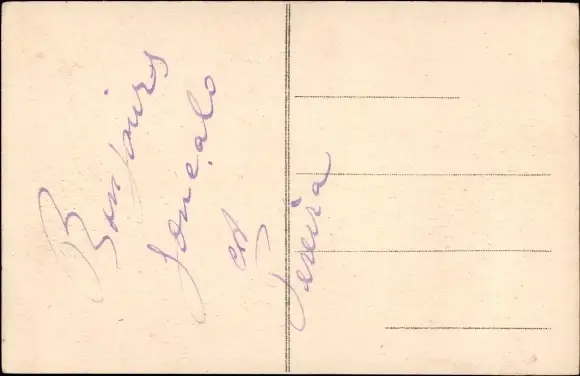 Bonjours
Gonçalo
et
Pereira